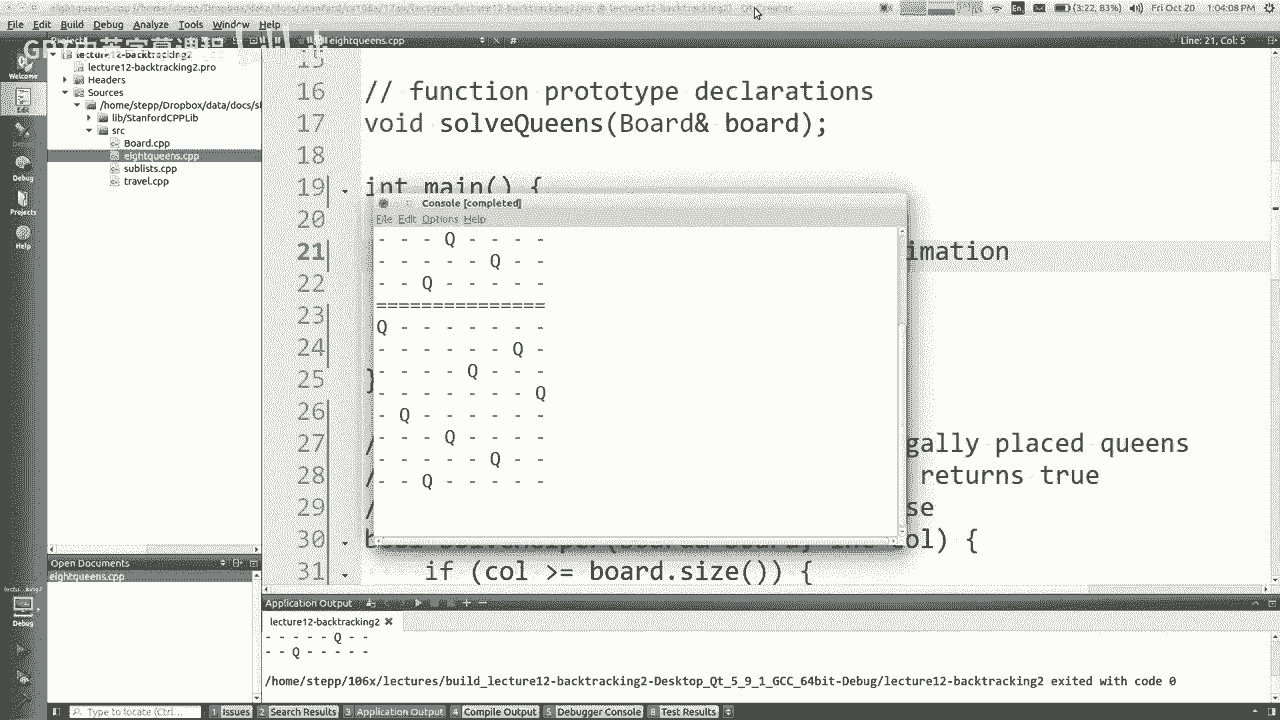 (3:22, 83%) Fri Oct 20 1:04:08 PM
File Edit Build Debug Analyze Tools Window Help
GPT中英字幕课程
eightqueens.cpp
Line: 21, Col: 5
lecture12-backtracking2
lecture12-backtracking2.pro
Headers
Sources
/home/stepp/Dropbox/data/docs/s
lib/StanfordCPPLib
src
Board.cpp
eightqueens.cpp
sublists.cpp
travel.cpp
Welcome
Edit
Debug
Projects
Help
15
16 // function prototype declarations
17 void solveQueens(Board& board);
18
19 int main() {
20
21 imation
22
23
24
25 }
26
27 gally placed queens
28 returns true
29 se
30 col) {
31 if (col >= board.size()) {
Console [completed]
File Edit Options Help
- - - Q - - - -
- - - - - Q - -
- - Q - - - - -
===============
Q - - - - - - -
- - - - - - Q -
- - - - Q - - -
- - - - - - - Q
- Q - - - - - -
- - - Q - - - -
- - - - - Q - -
- - Q - - - - -
Open Documents
eightqueens.cpp
Debug
Application Output
lecture12-backtracking2
- - - - - Q - -
- - Q - - - - -
/home/stepp/106x/lectures/build_lecture12-backtracking2-Desktop_Qt_5_9_1_GCC_64bit-Debug/lecture12-backtracking2 exited with code 0
Type to locate (Ctrl...
1 Issues 2 Search Results 3 Application Output 4 Compile Output 5 Debugger Console 8 Test Results